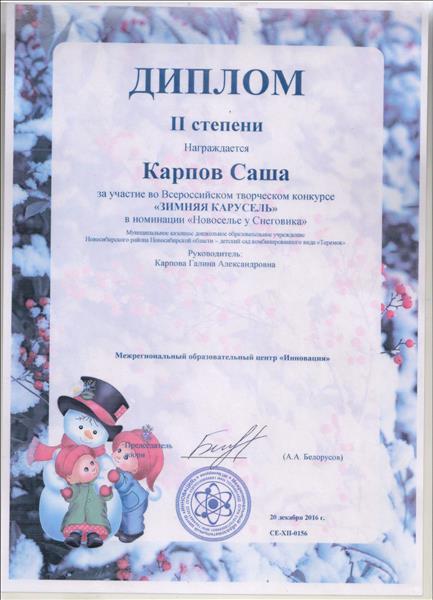 ДИПЛОМ
II степени
Награждается
Карпов Саша
за участие во Всероссийском творческом конкурсе
«ЗИМНЯЯ КАРУСЕЛЬ»
в номинации «Новоселье у Снеговика»
Муниципальное казенное дошкольное образовательное учреждение
Новосибирского района Новосибирской области – детский сад комбинированного вида «Теремок»
Руководитель:
Карпова Галина Александровна
Межрегиональный образовательный центр «Инновация»
Председатель
жюри
(А.А. Белорусов)
20 декабря 2016 г.
СЕ-XII-0156